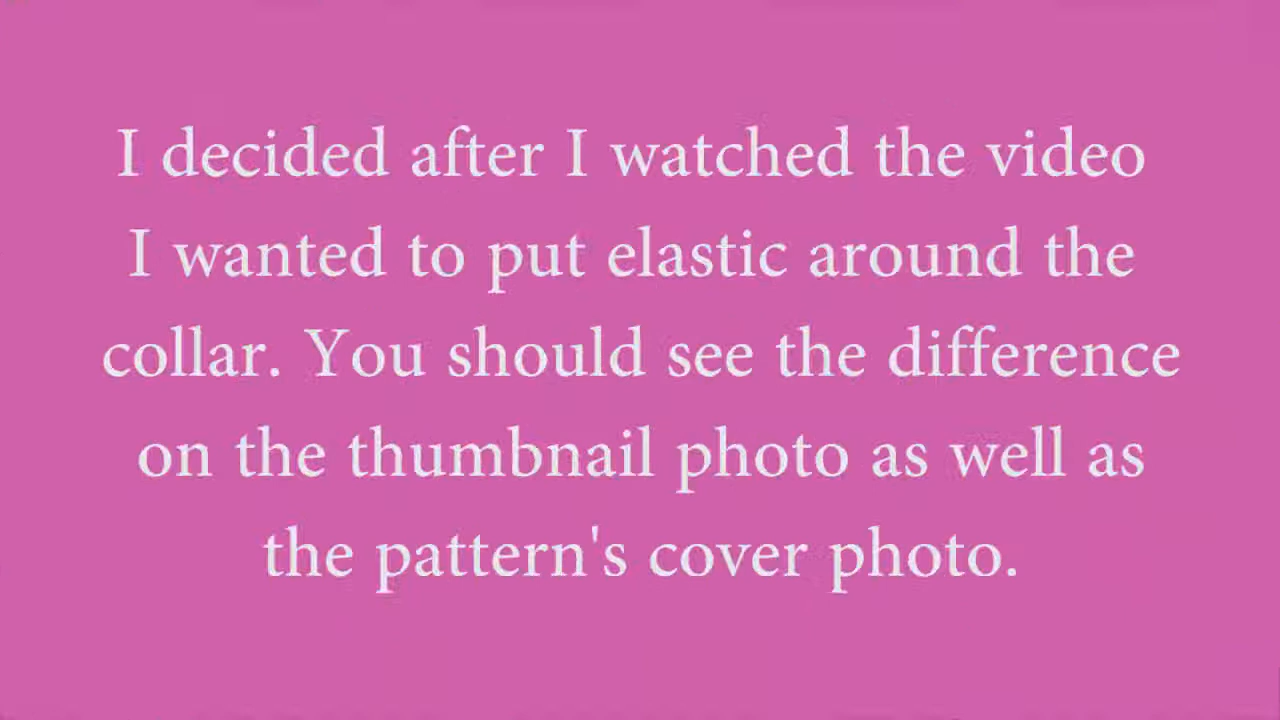 I decided after I watched the video
I wanted to put elastic around the
collar. You should see the difference
on the thumbnail photo as well as
the pattern's cover photo.